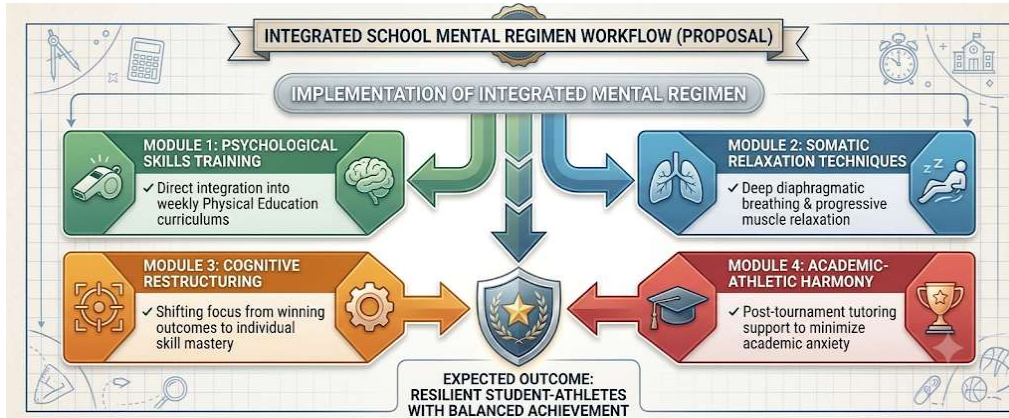 INTEGRATED SCHOOL MENTAL REGIMEN WORKFLOW (PROPOSAL)
IMPLEMENTATION OF INTEGRATED MENTAL REGIMEN
MODULE 1: PSYCHOLOGICAL
SKILLS TRAINING
✓ Direct integration into
weekly Physical Education
curriculums
MODULE 2: SOMATIC
RELAXATION TECHNIQUES
✓ Deep diaphragmatic
breathing & progressive
muscle relaxation
z z
MODULE 3: COGNITIVE
RESTRUCTURING
✓ Shifting focus from winning
outcomes to individual
skill mastery
MODULE 4: ACADEMIC-
ATHLETIC HARMONY
✓ Post-tournament tutoring
support to minimize
academic anxiety
EXPECTED OUTCOME:
RESILIENT STUDENT-ATHLETES
WITH BALANCED ACHIEVEMENT